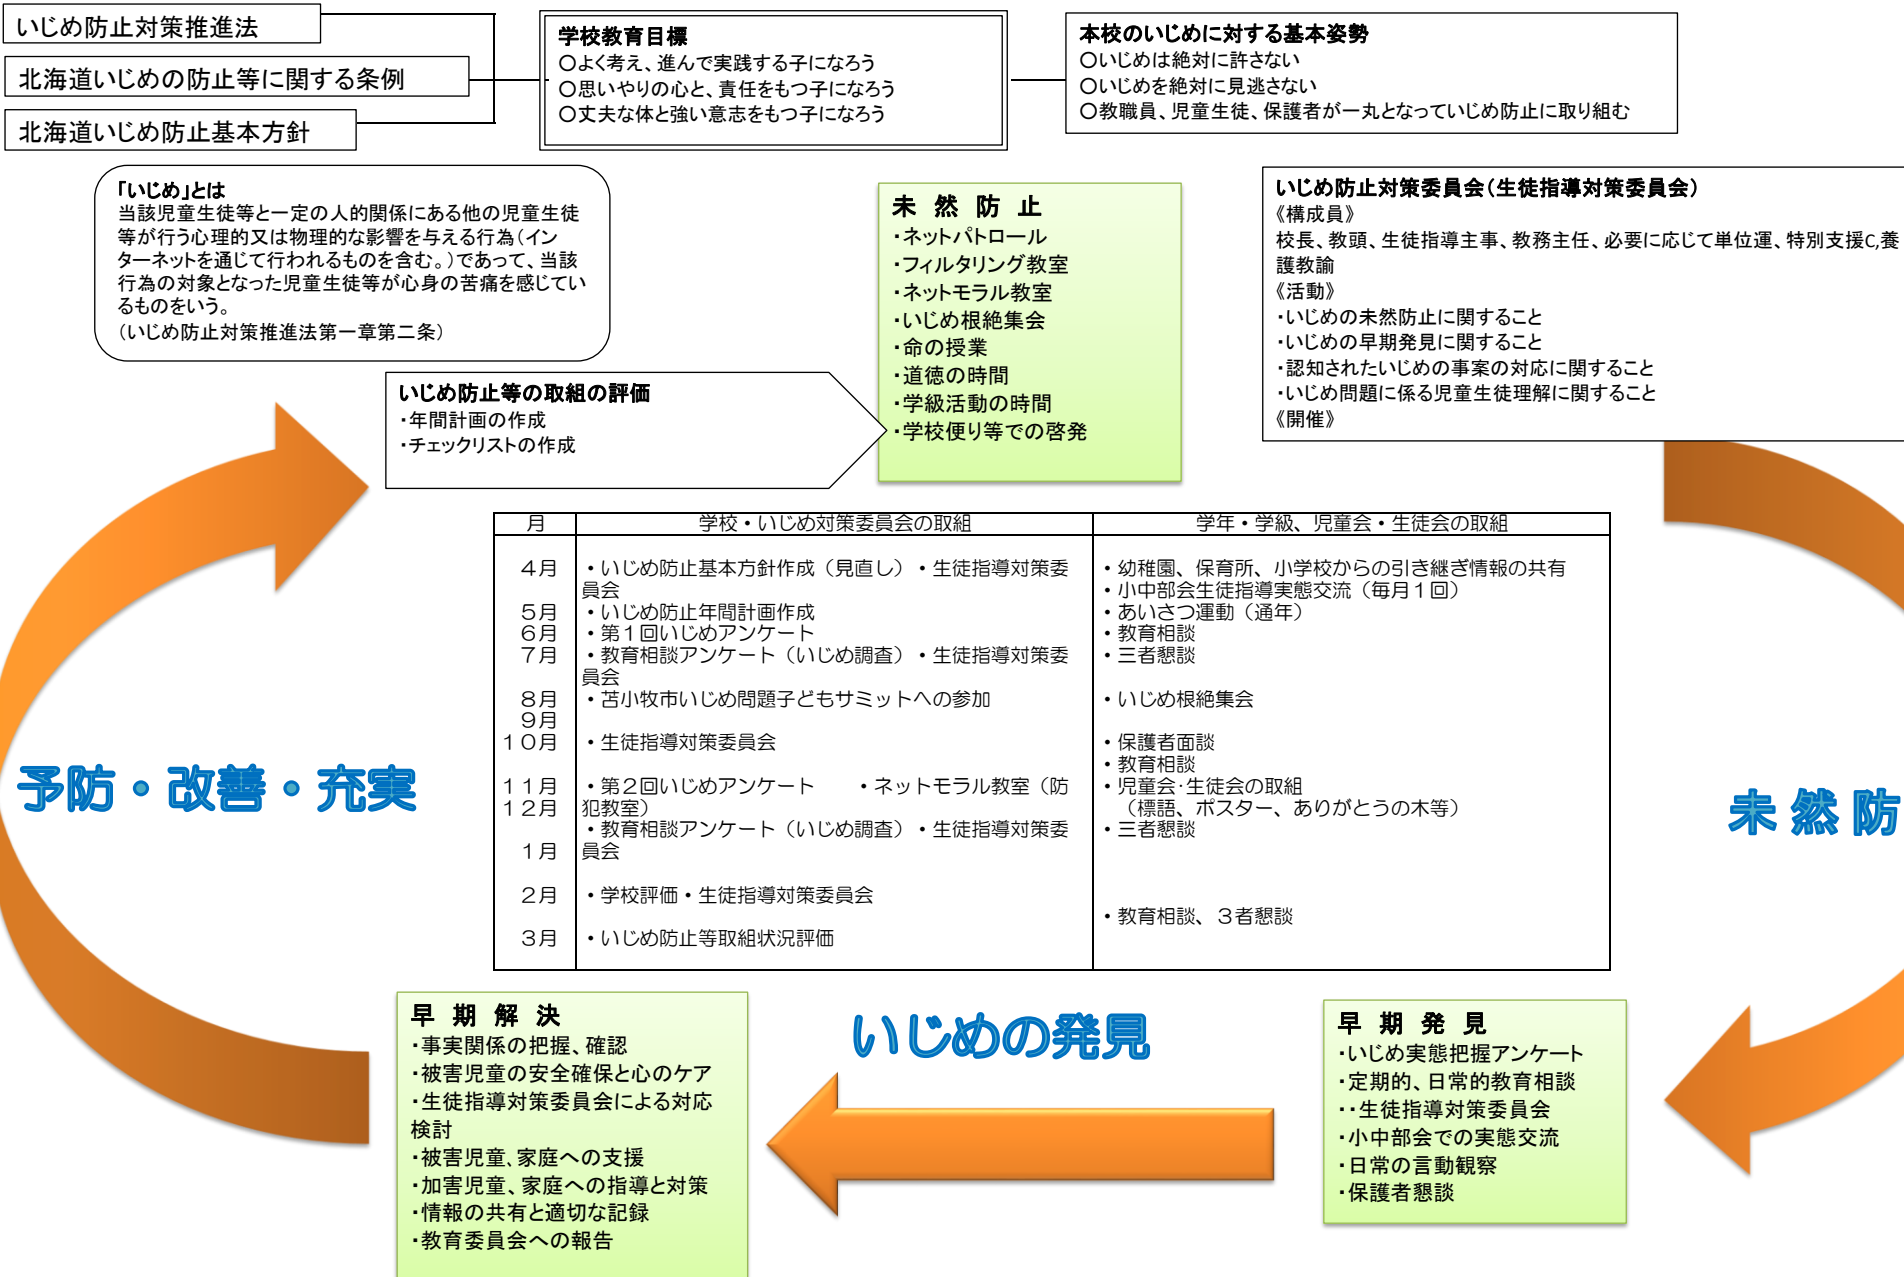 いじめ防止対策推進法
北海道いじめの防止等に関する条例
北海道いじめ防止基本方針
学校教育目標
○よく考え、進んで実践する子になろう
○思いやりの心と、責任をもつ子になろう
○丈夫な体と強い意志をもつ子になろう
本校のいじめに対する基本姿勢
○いじめは絶対に許さない
○いじめを絶対に見逃さない
○教職員、児童生徒、保護者が一丸となっていじめ防止に取り組む
「いじめ」とは
当該児童生徒等と一定の人的関係にある他の児童生徒
等が行う心理的又は物理的な影響を与える行為(イン
ターネットを通じて行われるものを含む。)であって、当該
行為の対象となった児童生徒等が心身の苦痛を感じてい
るものをいう。
(いじめ防止対策推進法第一章第二条)
未 然 防 止
・ネットパトロール
・フィルタリング教室
・ネットモラル教室
・いじめ根絶集会
・命の授業
・道徳の時間
・学級活動の時間
・学校便り等での啓発
いじめ防止対策委員会(生徒指導対策委員会)
《構成員》
校長、教頭、生徒指導主事、教務主任、必要に応じて単位運、特別支援C,養
護教諭
《活動》
・いじめの未然防止に関すること
・いじめの早期発見に関すること
・認知されたいじめの事案の対応に関すること
・いじめ問題に係る児童生徒理解に関すること
《開催》
いじめ防止等の取組の評価
・年間計画の作成
・チェックリストの作成
月 学校・いじめ対策委員会の取組 学年・学級、児童会・生徒会の取組
4月 ・いじめ防止基本方針作成（見直し）・生徒指導対策委 ・幼稚園、保育所、小学校からの引き継ぎ情報の共有
員会 ・小中部会生徒指導実態交流（毎月1回）
5月 ・いじめ防止年間計画作成 ・あいさつ運動（通年）
6月 ・第1回いじめアンケート ・教育相談
7月 ・教育相談アンケート（いじめ調査）・生徒指導対策委 ・三者懇談
員会
8月 ・苫小牧市いじめ問題子どもサミットへの参加 ・いじめ根絶集会
9月
10月 ・生徒指導対策委員会 ・保護者面談
・教育相談
11月 ・第2回いじめアンケート ・ネットモラル教室（防 ・児童会・生徒会の取組
12月 犯教室） （標語、ポスター、ありがとうの木等）
・教育相談アンケート（いじめ調査）・生徒指導対策委 ・三者懇談
1月 員会
2月 ・学校評価・生徒指導対策委員会
・教育相談、3者懇談
3月 ・いじめ防止等取組状況評価
予防・改善・充実
未 然 防
早 期 解 決
・事実関係の把握、確認
・被害児童の安全確保と心のケア
・生徒指導対策委員会による対応
検討
・被害児童、家庭への支援
・加害児童、家庭への指導と対策
・情報の共有と適切な記録
・教育委員会への報告
いじめの発見
早 期 発 見
・いじめ実態把握アンケート
・定期的、日常的教育相談
・・生徒指導対策委員会
・小中部会での実態交流
・日常の言動観察
・保護者懇談